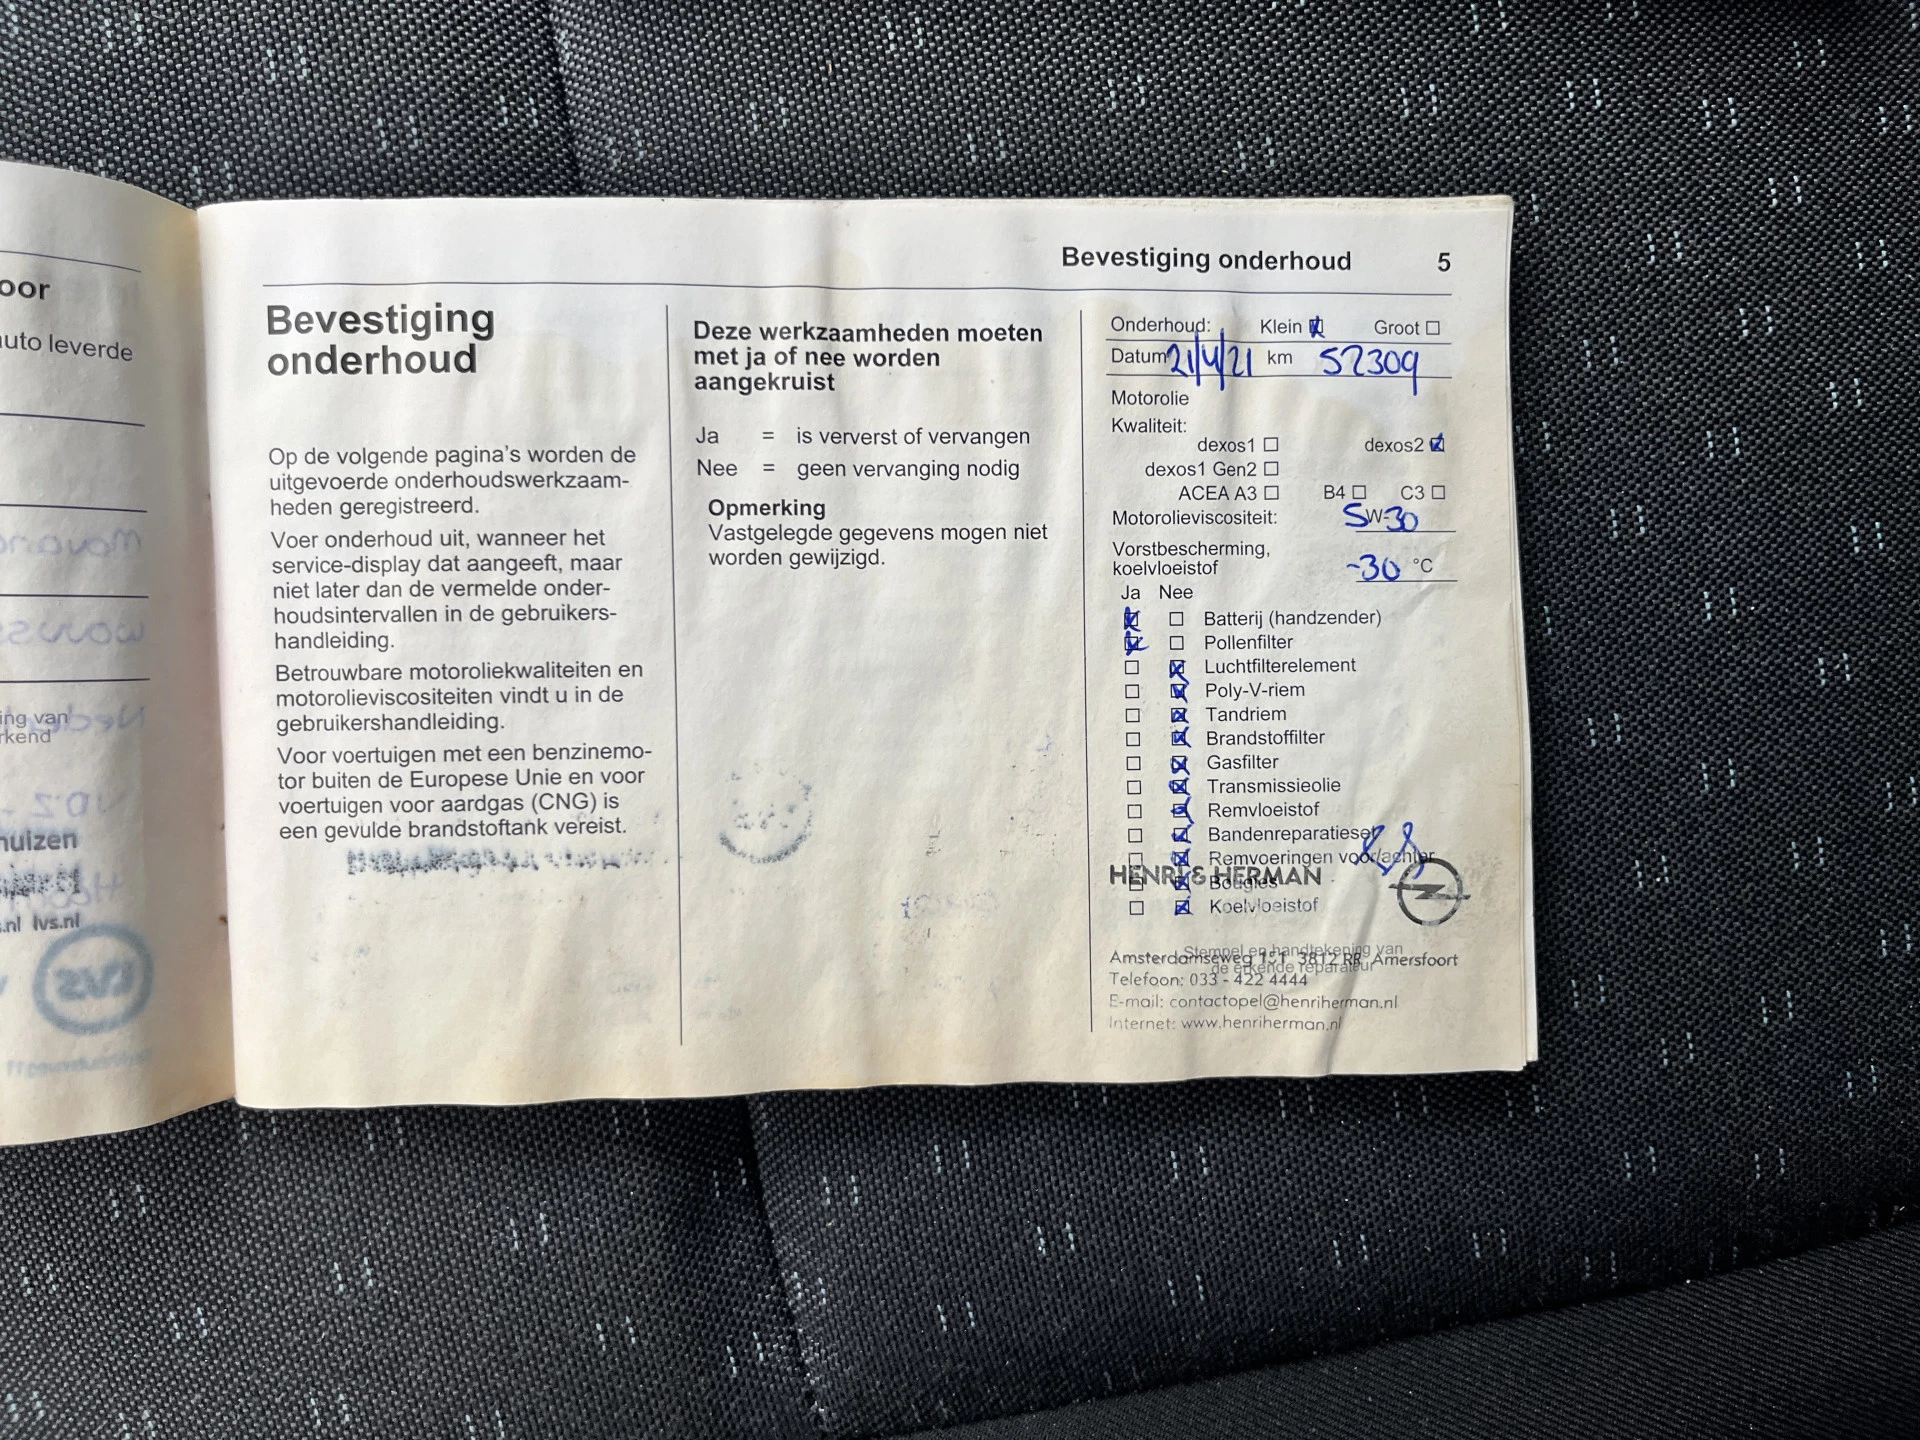 oor
auto leverde
ing van
rkend
huizen
.nl lvs.nl
Bevestiging onderhoud 5
Bevestiging
onderhoud
Op de volgende pagina's worden de
uitgevoerde onderhoudswerkzaam-
heden geregistreerd.
Voer onderhoud uit, wanneer het
service-display dat aangeeft, maar
niet later dan de vermelde onder-
houdsintervallen in de gebruikers-
handleiding.
Betrouwbare motoroliekwaliteiten en
motorolieviscositeiten vindt u in de
gebruikershandleiding.
Voor voertuigen met een benzinemo-
tor buiten de Europese Unie en voor
voertuigen voor aardgas (CNG) is
een gevulde brandstoftank vereist.
Deze werkzaamheden moeten
met ja of nee worden
aangekruist
Ja = is ververst of vervangen
Nee = geen vervanging nodig
Opmerking
Vastgelegde gegevens mogen niet
worden gewijzigd.
Onderhoud: Klein Groot
Datum 21/4/21 km 52309
Motorolie
Kwaliteit:
dexos1 dexos2
dexos1 Gen2
ACEA A3 B4 C3
Motorolieviscositeit: 5W-30
Vorstbescherming,
koelvloeistof -30 °C
Ja Nee
Batterij (handzender)
Pollenfilter
Luchtfilterelement
Poly-V-riem
Tandriem
Brandstoffilter
Gasfilter
Transmissieolie
Remvloeistof
Bandenreparatieset
Remvoeringen voor/achter
HENRI & HERMAN
Bougies
Koelvloeistof
Stempel en handtekening van
de erkende reparateur
Amsterdamseweg 151 3812 RR Amersfoort
Telefoon: 033 - 422 4444
E-mail: contactopel@henriherman.nl
Internet: www.henriherman.nl